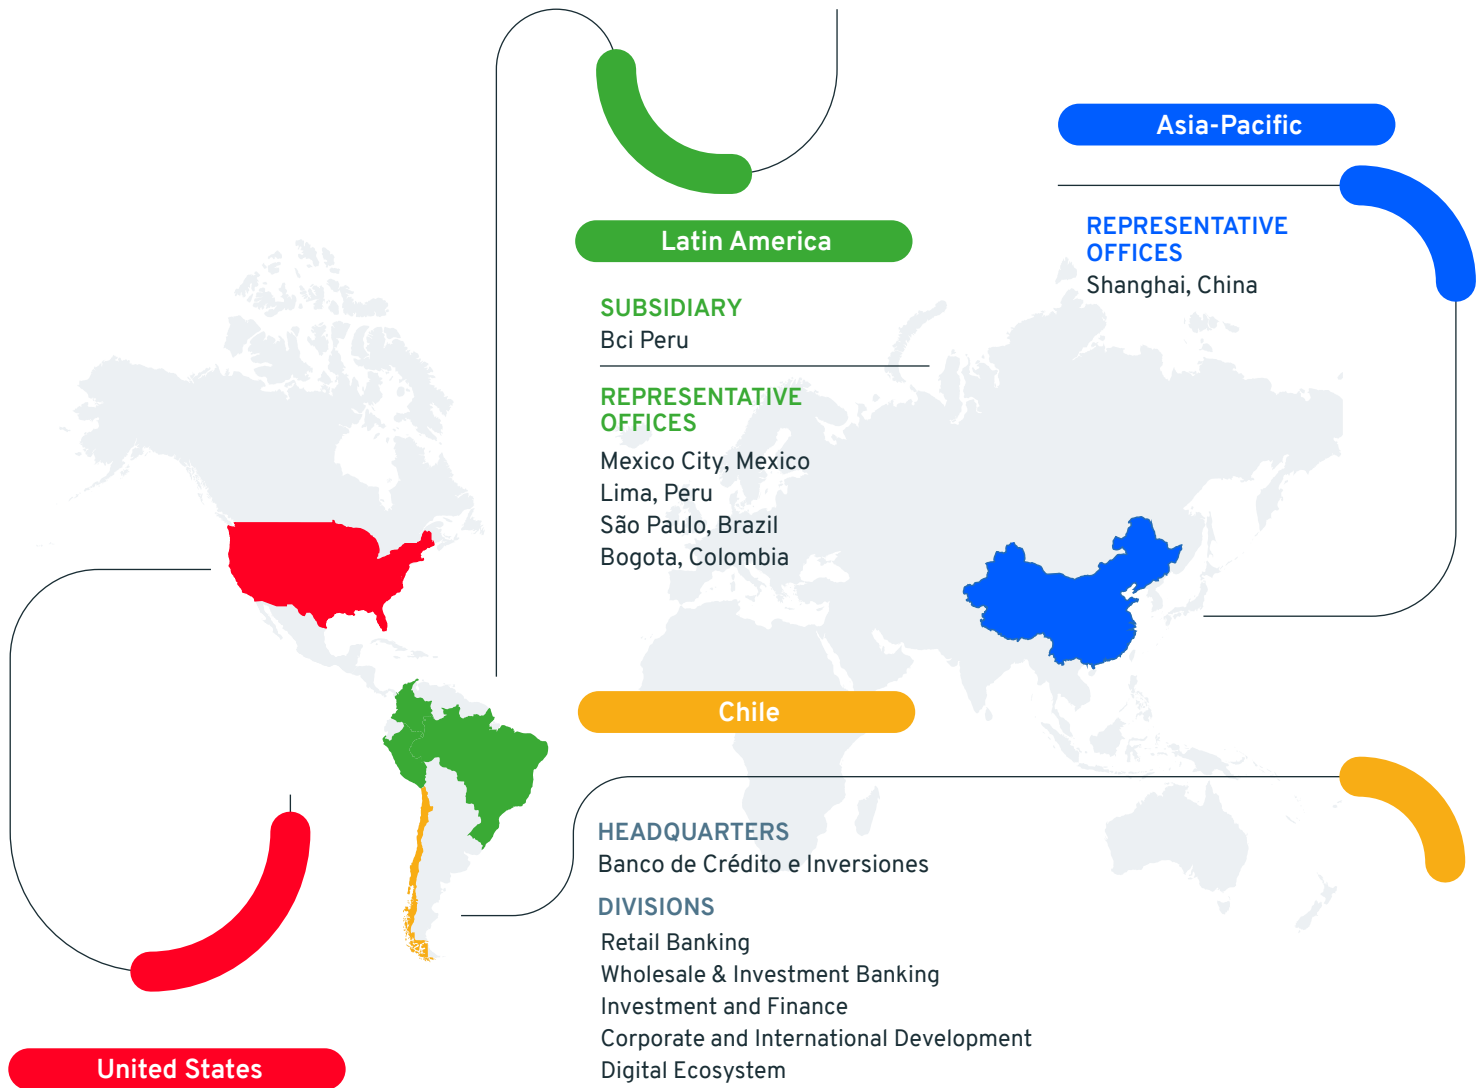 Latin America
SUBSIDIARY
Bci Peru
REPRESENTATIVE
OFFICES
Mexico City, Mexico
Lima, Peru
São Paulo, Brazil
Bogota, Colombia
Asia-Pacific
REPRESENTATIVE
OFFICES
Shanghai, China
Chile
HEADQUARTERS
Banco de Crédito e Inversiones
DIVISIONS
Retail Banking
Wholesale & Investment Banking
Investment and Finance
Corporate and International Development
Digital Ecosystem
United States